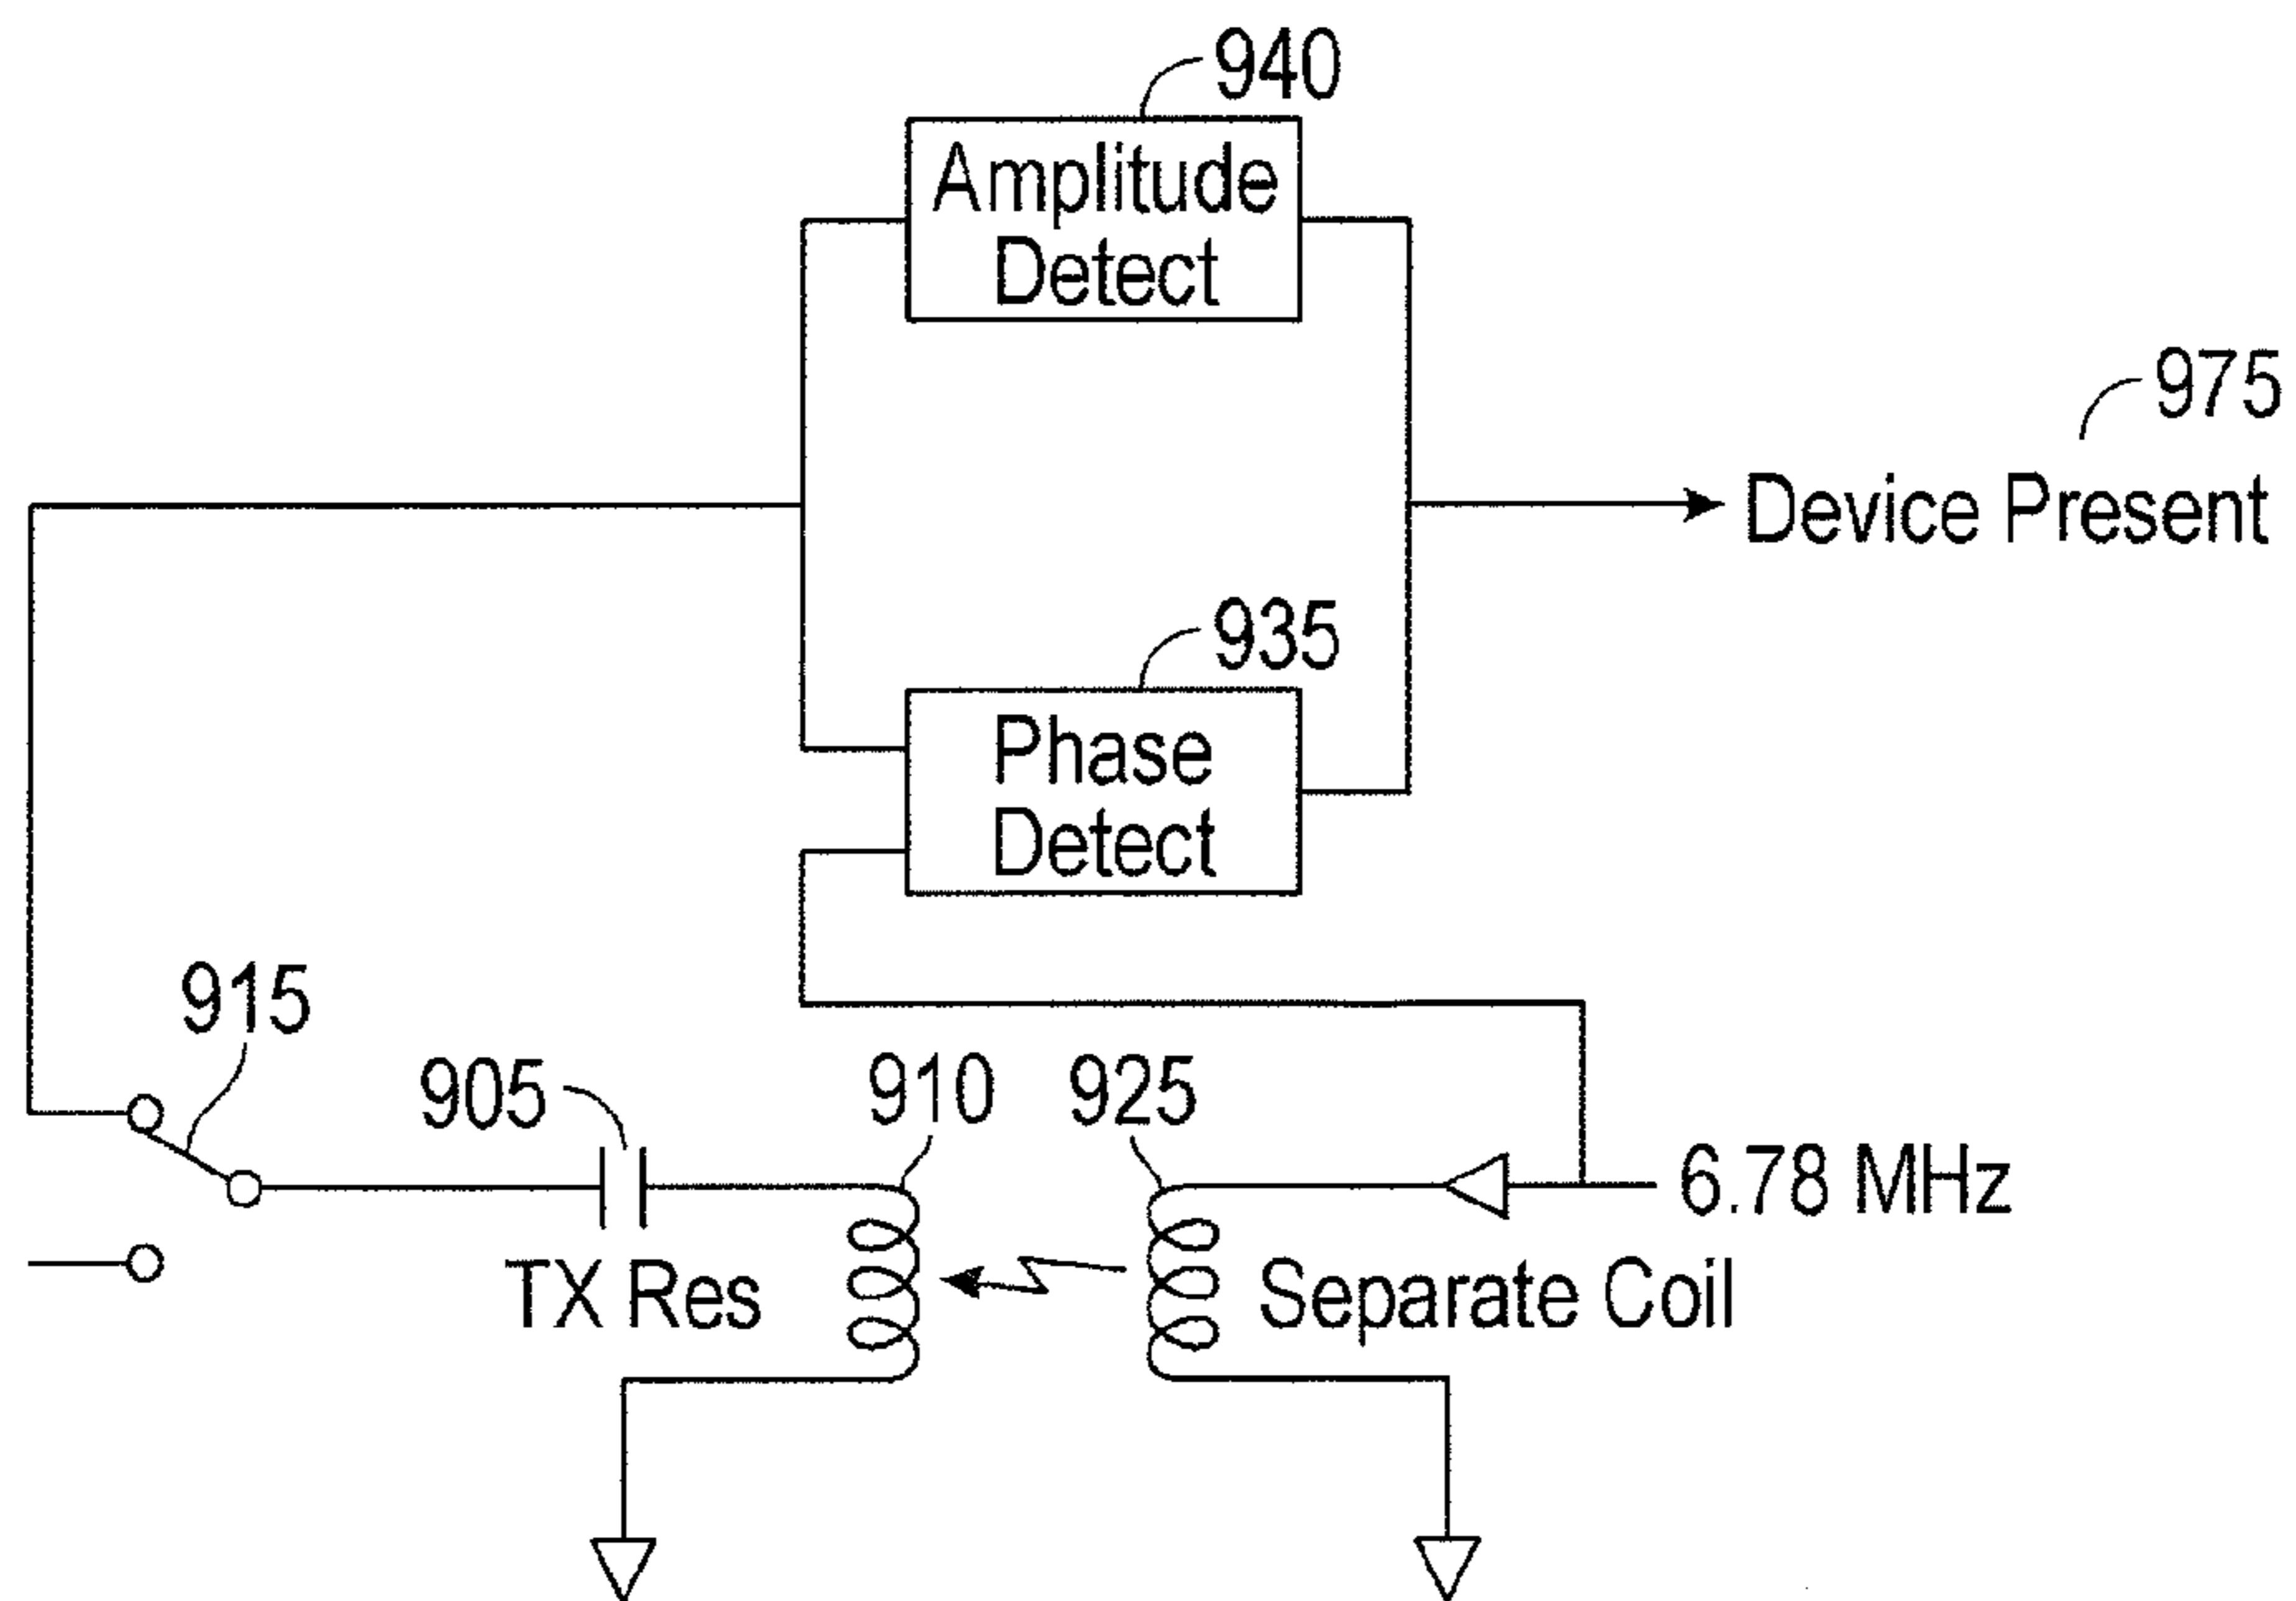 940
Amplitude
Detect
975
Device Present
935
Phase
Detect
915
905
910
925
6.78 MHz
TX Res
Separate Coil